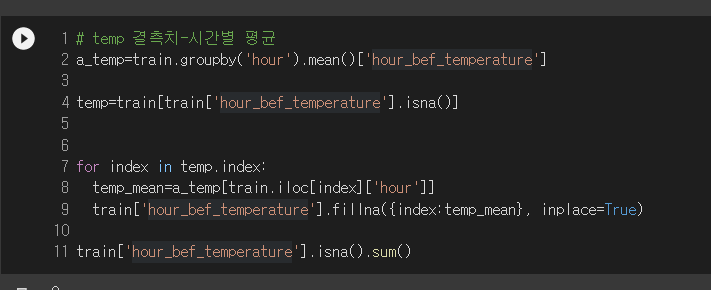 1 # temp 결측치-시간별 평균
2 a_temp=train.groupby('hour').mean()['hour_bef_temperature']
3
4 temp=train[train['hour_bef_temperature'].isna()]
5
6
7 for index in temp.index:
8 temp_mean=a_temp[train.iloc[index]['hour']]
9 train['hour_bef_temperature'].fillna({index:temp_mean}, inplace=True)
10
11 train['hour_bef_temperature'].isna().sum()